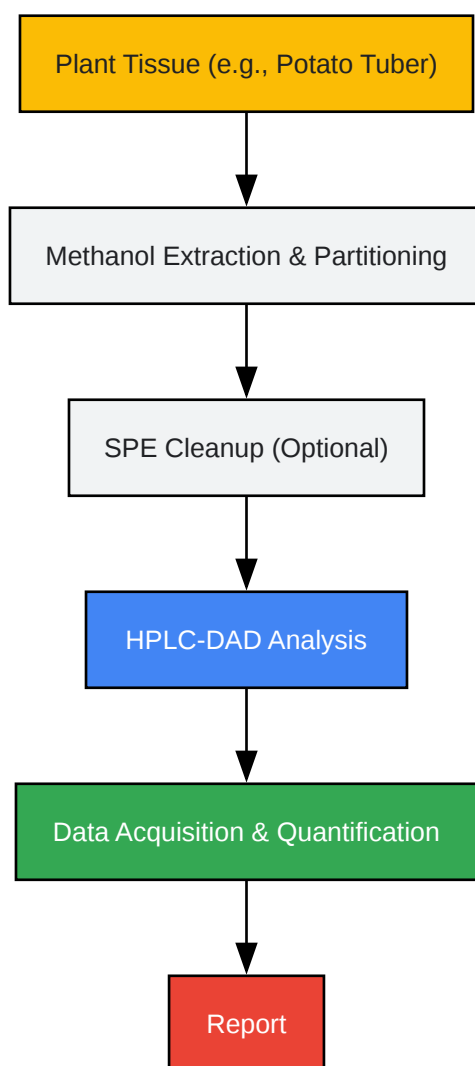 Plant Tissue (e.g., Potato Tuber)
Methanol Extraction & Partitioning
SPE Cleanup (Optional)
HPLC-DAD Analysis
Data Acquisition & Quantification
Report